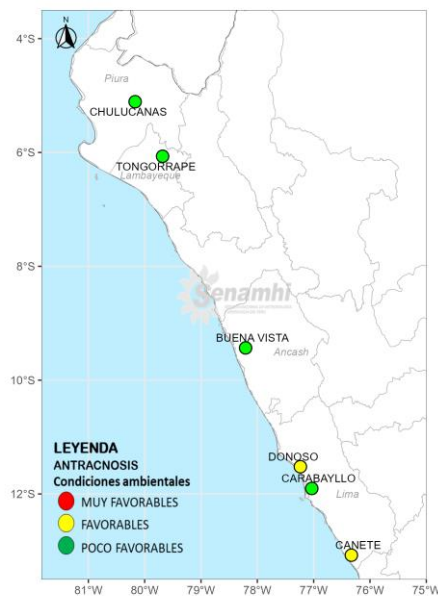 N
4°S
Piura
CHULUCANAS
6°S
TONGORRAPE
Lambayeque
8°S
Senamhi
BUENA VISTA
Ancash
10°S
LEYENDA
ANTRACNOSIS
Condiciones ambientales
MUY FAVORABLES
FAVORABLES
POCO FAVORABLES
DONOSO
CARABAYLLO
12°S
Lima
CANETE
81°W 80°W 79°W 78°W 77°W 76°W 75°W